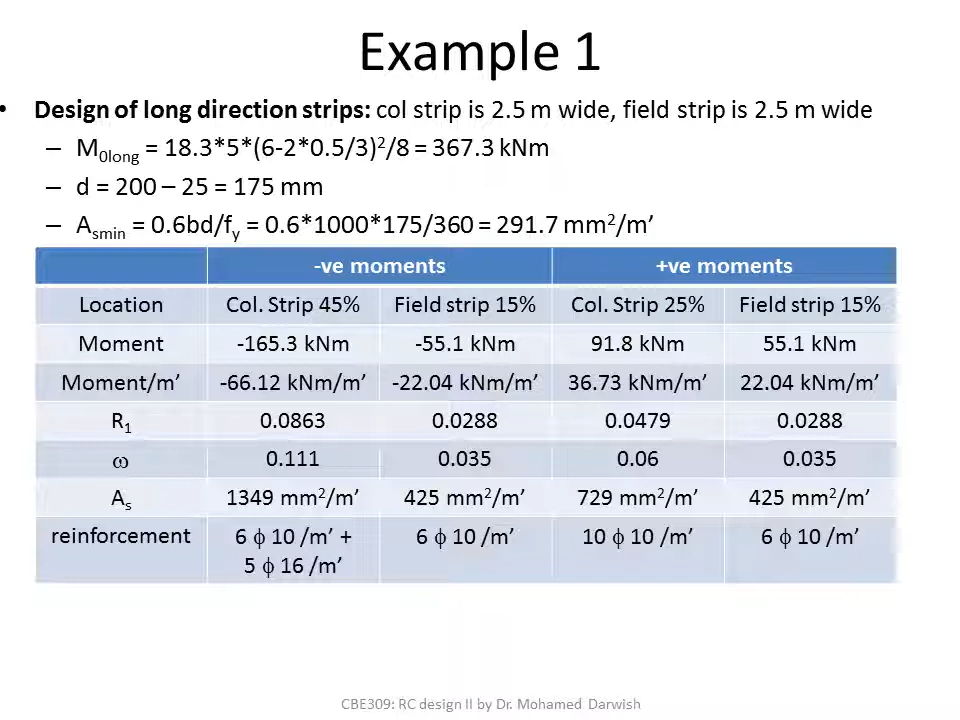 Example 1
• Design of long direction strips: col strip is 2.5 m wide, field strip is 2.5 m wide
– M0long = 18.3*5*(6-2*0.5/3)²/8 = 367.3 kNm
– d = 200 – 25 = 175 mm
– Asmin = 0.6bd/fy = 0.6*1000*175/360 = 291.7 mm²/m’
-ve moments +ve moments
Location Col. Strip 45% Field strip 15% Col. Strip 25% Field strip 15%
Moment -165.3 kNm -55.1 kNm 91.8 kNm 55.1 kNm
Moment/m’ -66.12 kNm/m’ -22.04 kNm/m’ 36.73 kNm/m’ 22.04 kNm/m’
R1 0.0863 0.0288 0.0479 0.0288
ω 0.111 0.035 0.06 0.035
As 1349 mm²/m’ 425 mm²/m’ 729 mm²/m’ 425 mm²/m’
reinforcement 6 ϕ 10 /m’ + 6 ϕ 10 /m’ 10 ϕ 10 /m’ 6 ϕ 10 /m’
5 ϕ 16 /m’
CBE309: RC design II by Dr. Mohamed Darwish